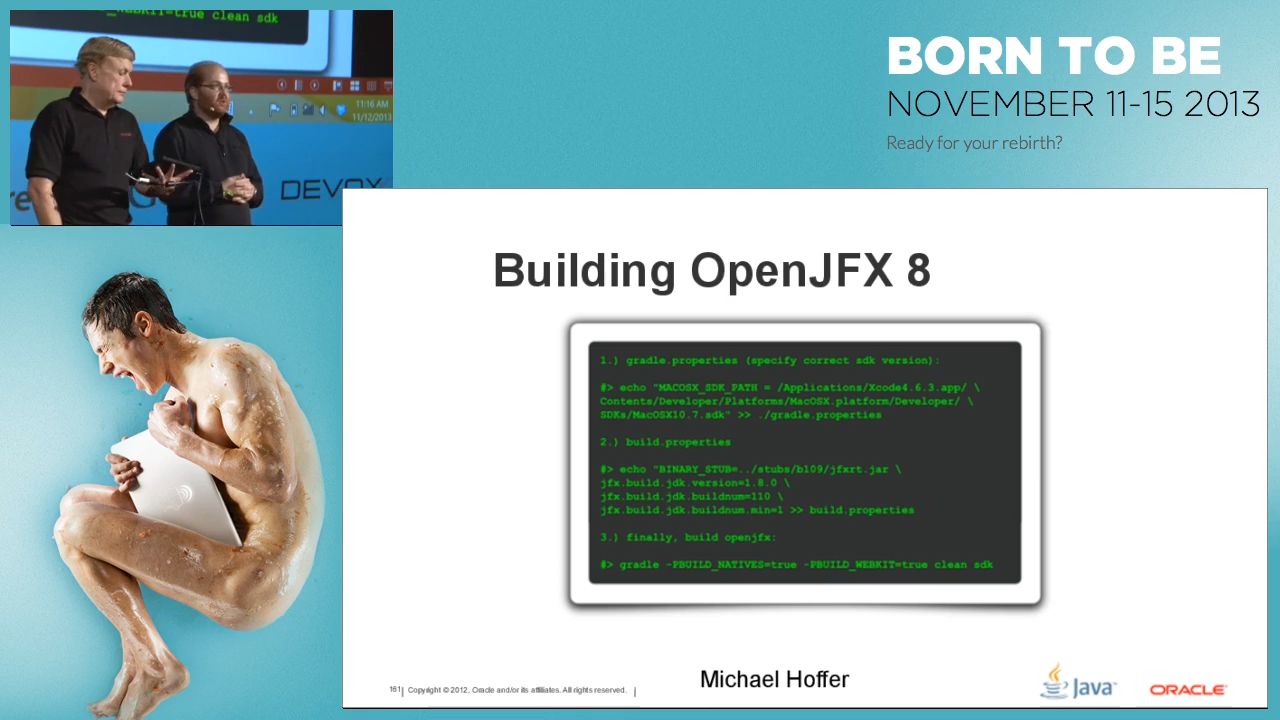 _WEBKIT=true clean sdk
11:16 AM
11/12/2013
DEVOX
BORN TO BE
NOVEMBER 11-15 2013
Ready for your rebirth?
Building OpenJFX 8
1.) gradle.properties (specify correct sdk version):
#> echo "MACOSX_SDK_PATH = /Applications/Xcode4.6.3.app/ \
Contents/Developer/Platforms/MacOSX.platform/Developer/ \
SDKs/MacOSX10.7.sdk" >> ./gradle.properties
2.) build.properties
#> echo "BINARY_STUB=../stubs/b109/jfxrt.jar \
jfx.build.jdk.version=1.8.0 \
jfx.build.jdk.buildnum=110 \
jfx.build.jdk.buildnum.min=1 >> build.properties
3.) finally, build openjfx:
#> gradle -PBUILD_NATIVES=true -PBUILD_WEBKIT=true clean sdk
Michael Hoffer
161 | Copyright © 2012, Oracle and/or its affiliates. All rights reserved. |
Java™
ORACLE